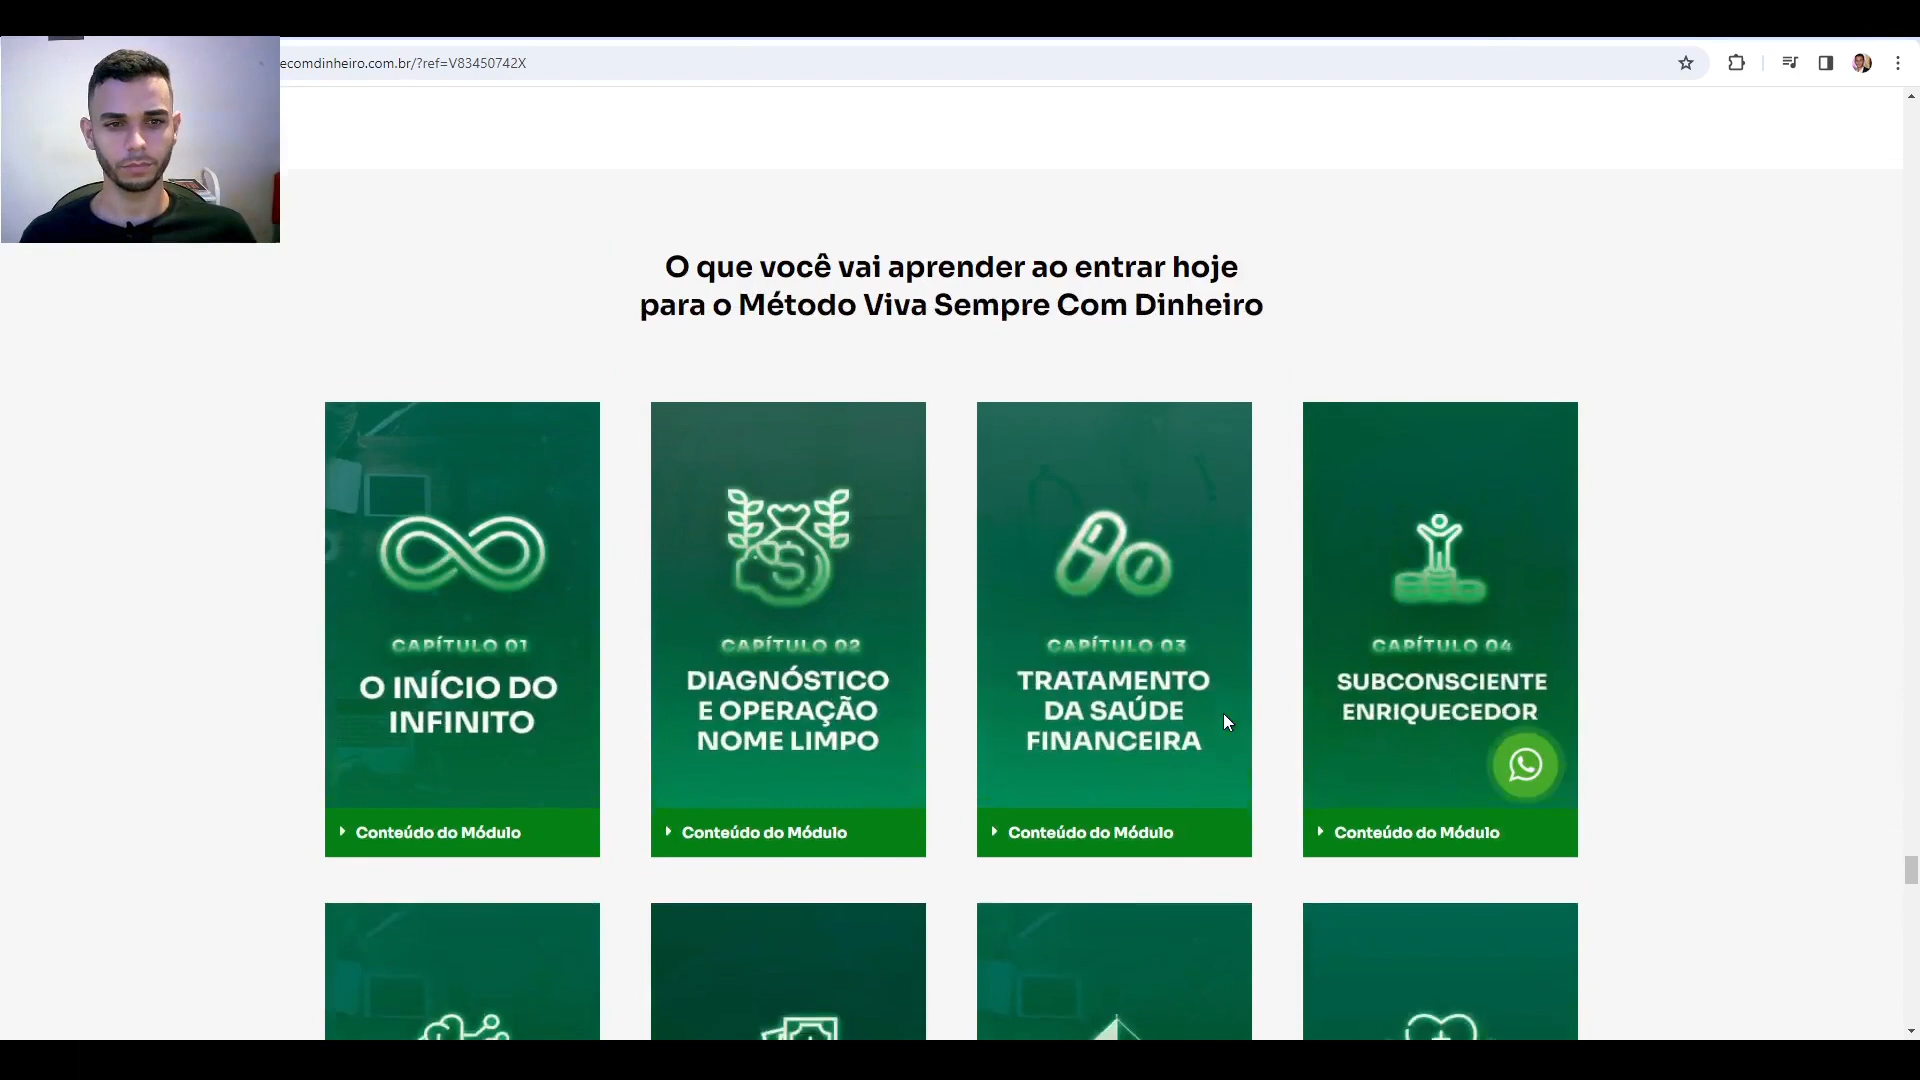 ecomdinheiro.com.br/?ref=V83450742X
O que você vai aprender ao entrar hoje
para o Método Viva Sempre Com Dinheiro
CAPÍTULO 01
O INÍCIO DO
INFINITO
Conteúdo do Módulo
CAPÍTULO 02
DIAGNÓSTICO
E OPERAÇÃO
NOME LIMPO
Conteúdo do Módulo
CAPÍTULO 03
TRATAMENTO
DA SAÚDE
FINANCEIRA
Conteúdo do Módulo
CAPÍTULO 04
SUBCONSCIENTE
ENRIQUECEDOR
Conteúdo do Módulo